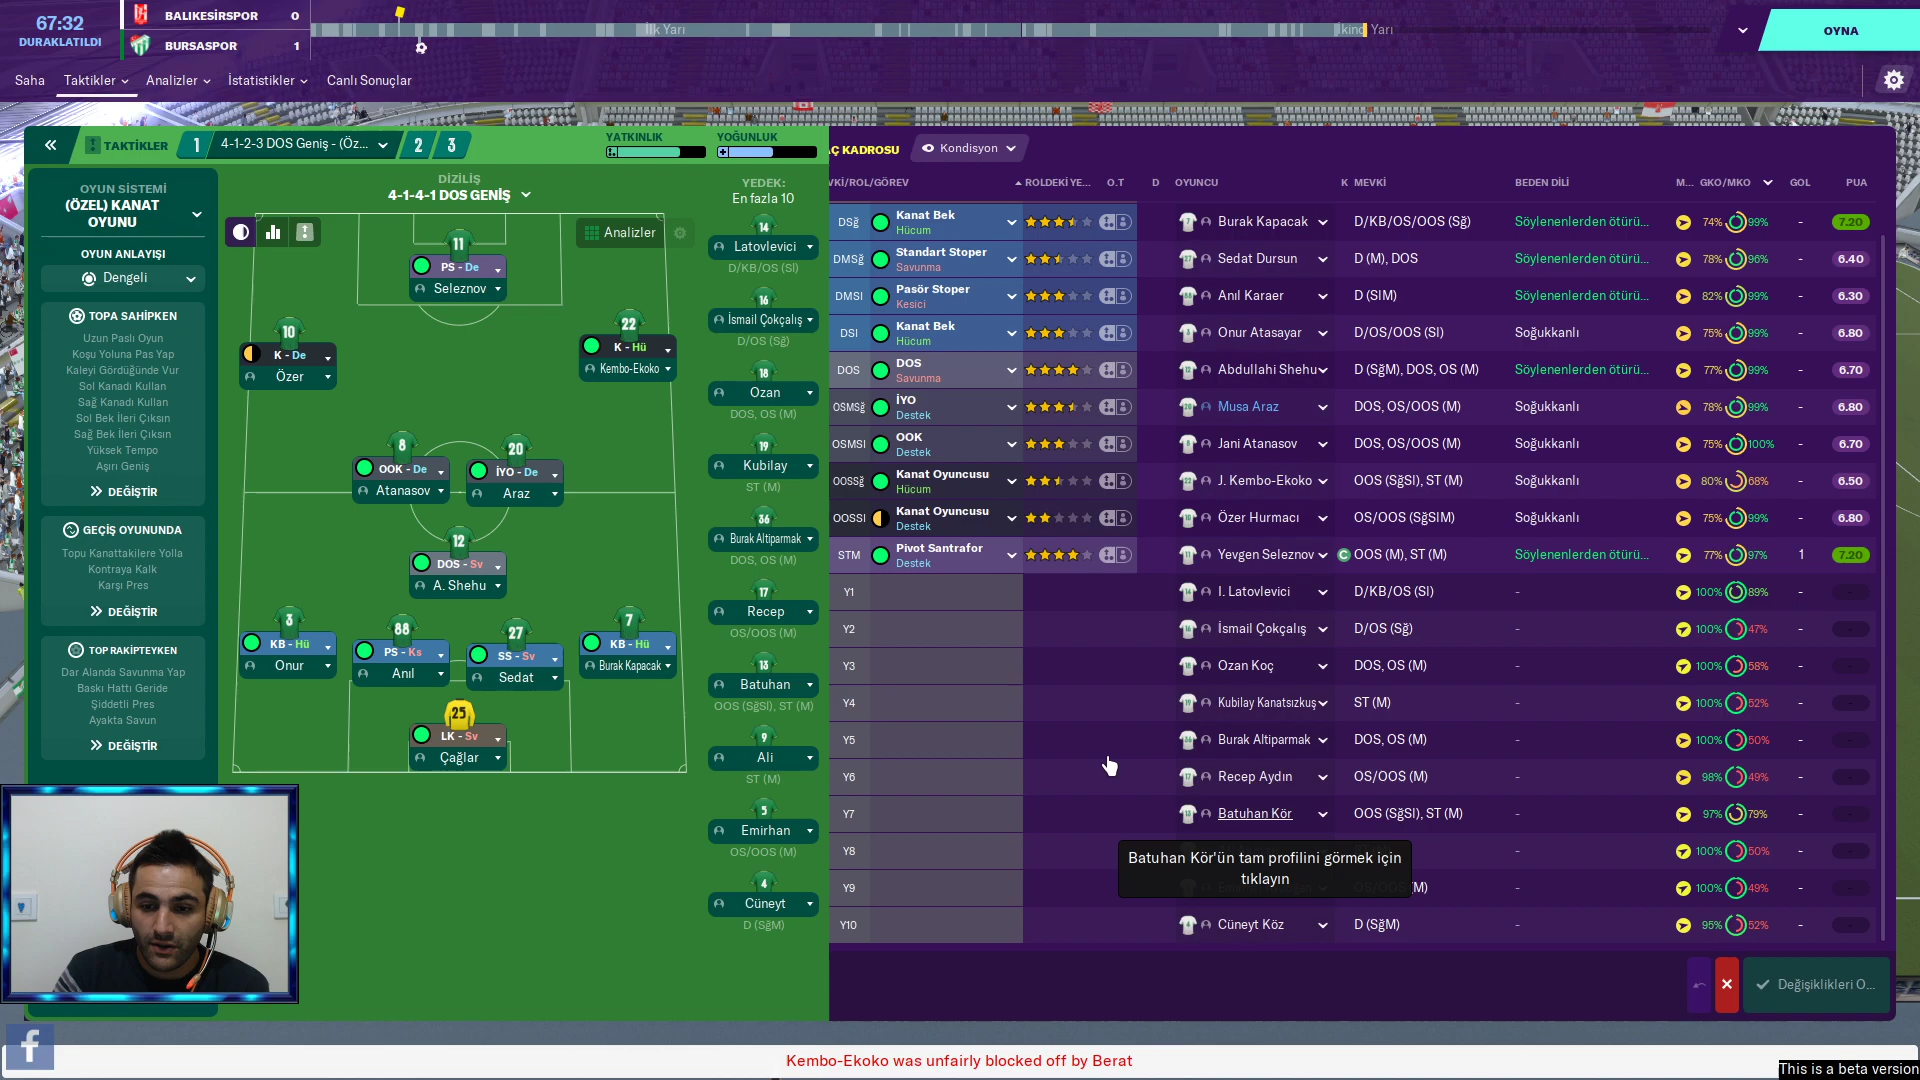 67:32
DURAKLATILDI
BALIKESİRSPOR 0
BURSASPOR 1
İlk Yarı
İkinci Yarı
OYNA
Saha
Taktikler
Analizler
İstatistikler
Canlı Sonuçlar
TAKTİKLER
1
4-1-2-3 DOS Geniş - (Öz...
2
3
YATKINLIK
YOĞUNLUK
OYUN SİSTEMİ
(ÖZEL) KANAT
OYUNU
OYUN ANLAYIŞI
Dengeli
TOPA SAHİPKEN
Uzun Paslı Oyun
Koşu Yoluna Pas Yap
Kaleyi Gördüğünde Vur
Sol Kanadı Kullan
Sağ Kanadı Kullan
Sol Bek İleri Çıksın
Sağ Bek İleri Çıksın
Yüksek Tempo
Aşırı Geniş
DEĞİŞTİR
GEÇİŞ OYUNUNDA
Topu Kanattakilere Yolla
Kontraya Kalk
Karşı Pres
DEĞİŞTİR
TOP RAKİPTEYKEN
Dar Alanda Savunma Yap
Baskı Hattı Geride
Şiddetli Pres
Ayakta Savun
DEĞİŞTİR
DİZİLİŞ
4-1-4-1 DOS GENİŞ
Analizler
11
PS - De
Seleznov
10
K - De
Özer
22
K - Hü
Kembo-Ekoko
8
OOK - De
Atanasov
20
İYO - De
Araz
12
DOS - Sv
A. Shehu
3
KB - Hü
Onur
88
PS - Ks
Anıl
27
SS - Sv
Sedat
7
KB - Hü
Burak Kapacak
25
LK - Sv
Çağlar
YEDEK:
En fazla 10
14
Latovlevici
D/KB/OS (Sl)
16
İsmail Çokçalış
D/OS (Sğ)
18
Ozan
DOS, OS (M)
19
Kubilay
ST (M)
36
Burak Altiparmak
DOS, OS (M)
17
Recep
OS/OOS (M)
13
Batuhan
OOS (SğSl), ST (M)
9
Ali
ST (M)
5
Emirhan
OS/OOS (M)
4
Cüneyt
D (SğM)
AÇ KADROSU
Kondisyon
VKİ/ROL/GÖREV ROLDEKİ YE... O.T D OYUNCU K MEVKİ BEDEN DİLİ M... GKO/MKO GOL PUA
DSğ Kanat Bek Hücum Burak Kapacak D/KB/OS/OOS (Sğ) Söylenenlerden ötürü... 74% 99% - 7.20
DMSğ Standart Stoper Savunma Sedat Dursun D (M), DOS Söylenenlerden ötürü... 78% 96% - 6.40
DMSl Pasör Stoper Kesici Anıl Karaer D (SlM) Söylenenlerden ötürü... 82% 99% - 6.30
DSl Kanat Bek Hücum Onur Atasayar D/OS/OOS (Sl) Soğukkanlı 75% 99% - 6.80
DOS DOS Savunma Abdullahi Shehu D (SğM), DOS, OS (M) Söylenenlerden ötürü... 77% 99% - 6.70
OSMSğ İYO Destek Musa Araz DOS, OS/OOS (M) Soğukkanlı 78% 99% - 6.80
OSMSl OOK Destek Jani Atanasov DOS, OS/OOS (M) Soğukkanlı 75% 100% - 6.70
OOSSğ Kanat Oyuncusu Hücum J. Kembo-Ekoko OOS (SğSl), ST (M) Soğukkanlı 80% 68% - 6.50
OOSSl Kanat Oyuncusu Destek Özer Hurmacı OS/OOS (SğSlM) Soğukkanlı 75% 99% - 6.80
STM Pivot Santrafor Destek Yevgen Seleznov C OOS (M), ST (M) Söylenenlerden ötürü... 77% 97% 1 7.20
Y1 I. Latovlevici D/KB/OS (Sl) - 100% 89% - -
Y2 İsmail Çokçalış D/OS (Sğ) - 100% 47% - -
Y3 Ozan Koç DOS, OS (M) - 100% 58% - -
Y4 Kubilay Kanatsızkuş ST (M) - 100% 52% - -
Y5 Burak Altiparmak DOS, OS (M) - 100% 50% - -
Y6 Recep Aydın OS/OOS (M) - 98% 49% - -
Y7 Batuhan Kör OOS (SğSl), ST (M) - 97% 79% - -
Y8 - 100% 50% - -
Y9 M) - 100% 49% - -
Y10 Cüneyt Köz D (SğM) - 95% 52% - -
Batuhan Kör'ün tam profilini görmek için
tıklayın
Değişiklikleri O...
f
Kembo-Ekoko was unfairly blocked off by Berat
This is a beta version